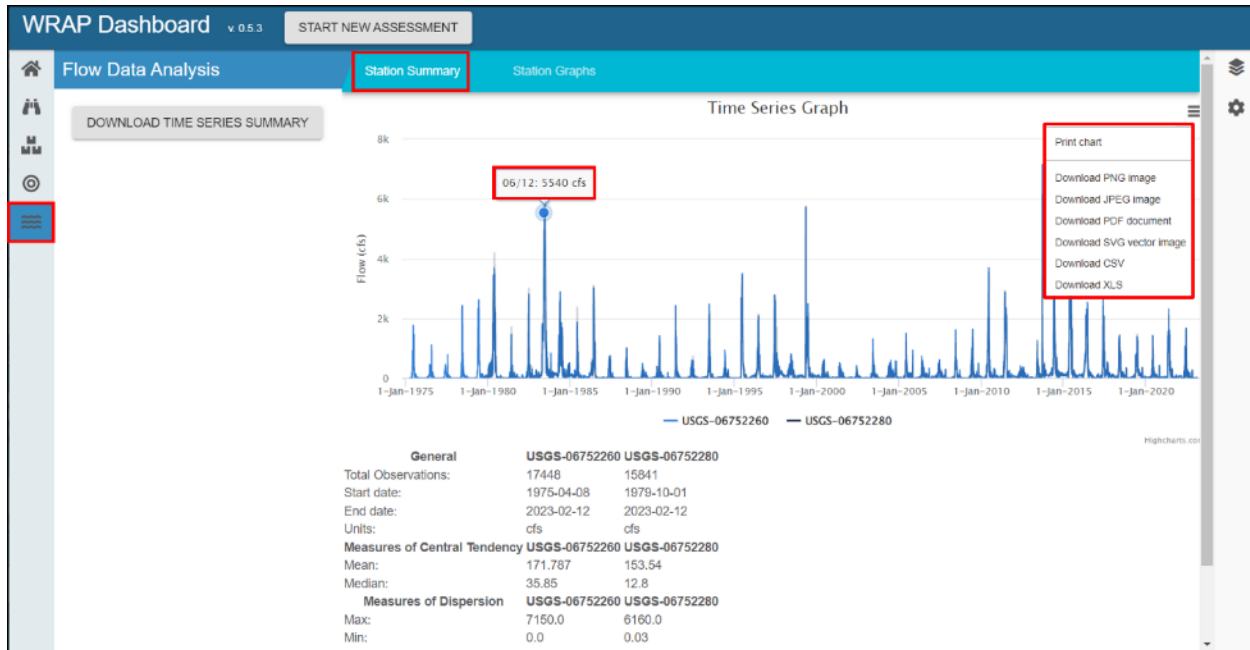 WRAP Dashboard v. 0.5.3 START NEW ASSESSMENT
Flow Data Analysis
DOWNLOAD TIME SERIES SUMMARY
Station Summary Station Graphs
Time Series Graph
Print chart
Download PNG image
Download JPEG image
Download PDF document
Download SVG vector image
Download CSV
Download XLS
06/12: 5540 cfs
Flow (cfs)
8k
6k
4k
2k
0
1-Jan-1975 1-Jan-1980 1-Jan-1985 1-Jan-1990 1-Jan-1995 1-Jan-2000 1-Jan-2005 1-Jan-2010 1-Jan-2015 1-Jan-2020
USGS-06752260 USGS-06752280
Highcharts.co
General USGS-06752260 USGS-06752280
Total Observations: 17448 15841
Start date: 1975-04-08 1979-10-01
End date: 2023-02-12 2023-02-12
Units: cfs cfs
Measures of Central Tendency USGS-06752260 USGS-06752280
Mean: 171.787 153.54
Median: 35.85 12.8
Measures of Dispersion USGS-06752260 USGS-06752280
Max: 7150.0 6160.0
Min: 0.0 0.03